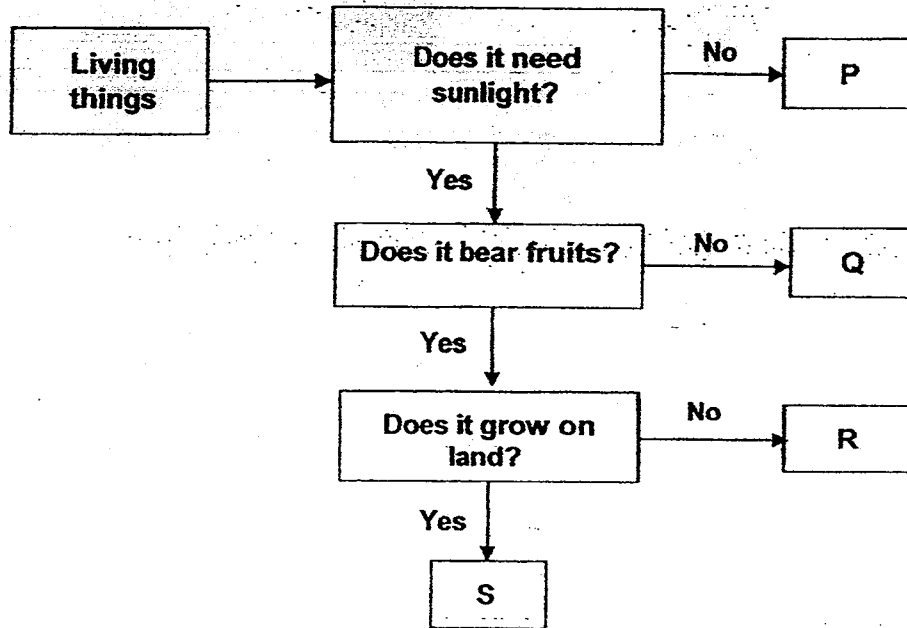 Living
things
Does it need
sunlight?
No
P
Yes
Does it bear fruits?
No
Q
Yes
Does it grow on
land?
No
R
Yes
S